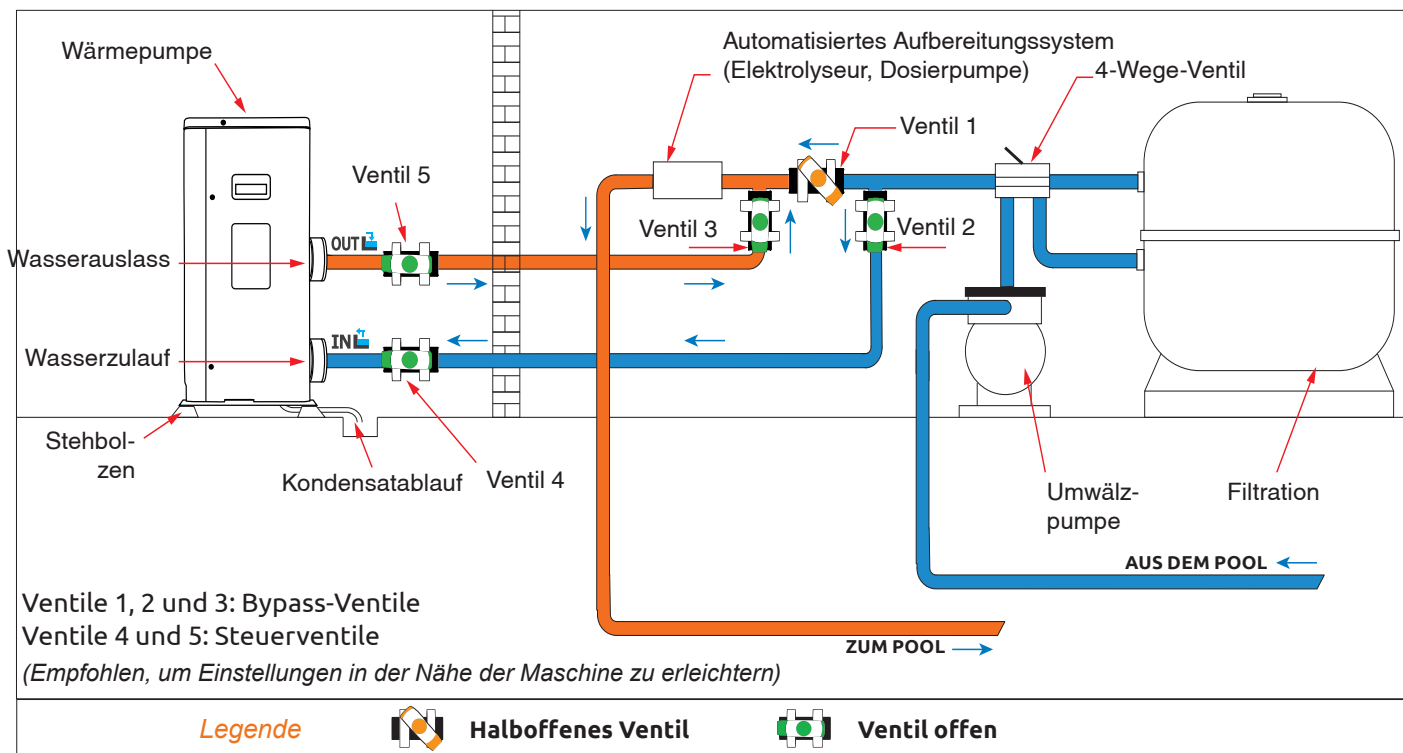 Wärmepumpe
Automatisiertes Aufbereitungssystem
(Elektrolyseur, Dosierpumpe)
4-Wege-Ventil
Ventil 1
Ventil 5
Ventil 3
Ventil 2
OUT
Wasserauslass
IN
Wasserzulauf
Stehbol-
zen
Kondensatablauf
Ventil 4
Umwälz-
pumpe
Filtration
AUS DEM POOL
Ventile 1, 2 und 3: Bypass-Ventile
Ventile 4 und 5: Steuerventile
ZUM POOL
(Empfohlen, um Einstellungen in der Nähe der Maschine zu erleichtern)
Legende
Halboffenes Ventil
Ventil offen